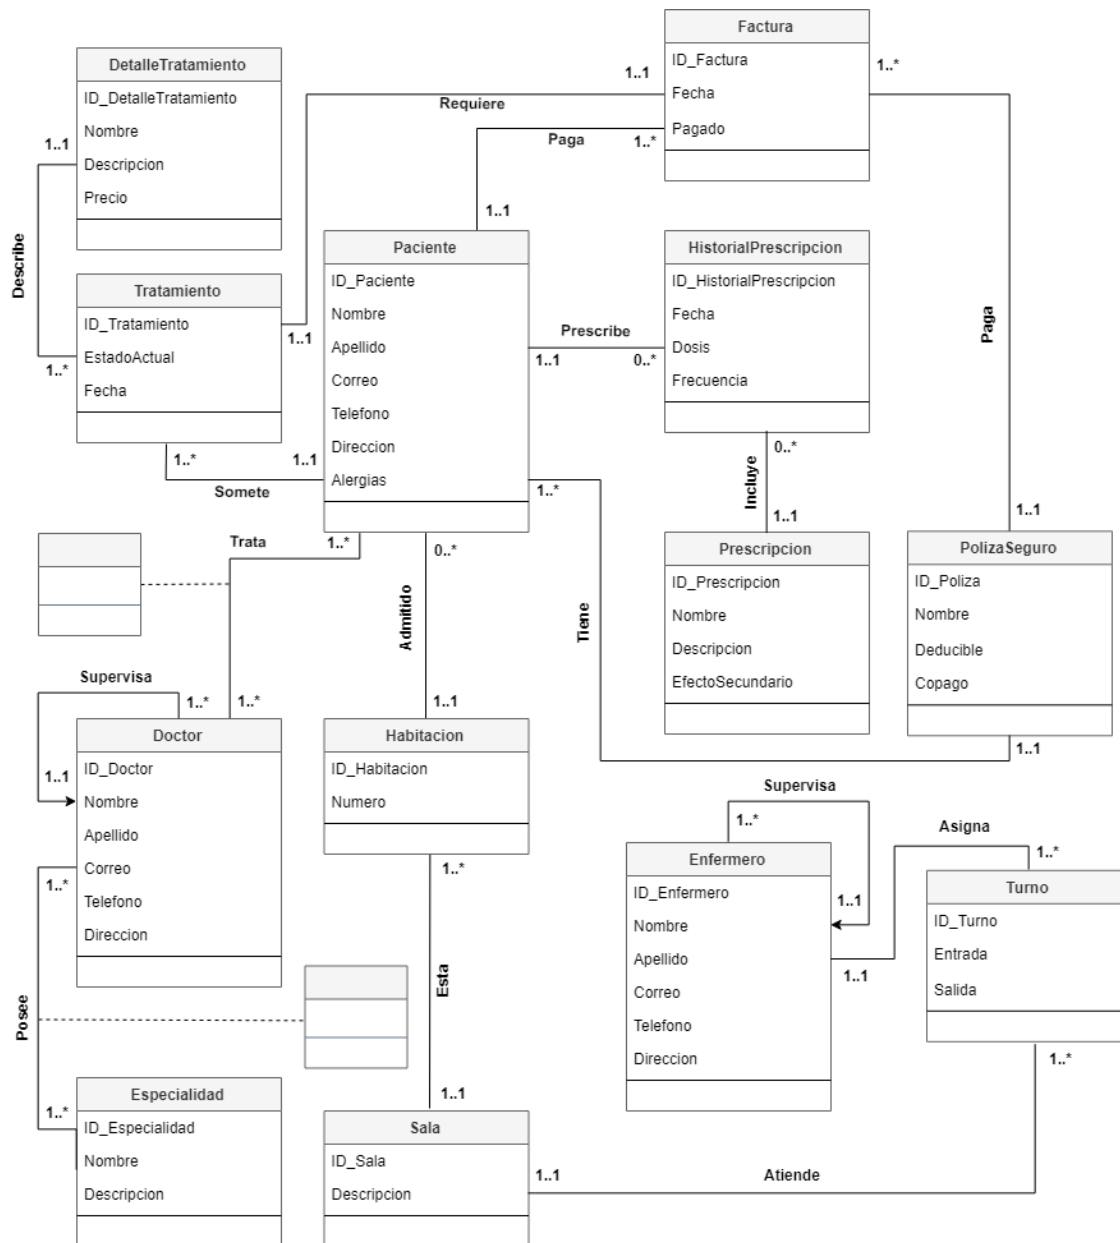 Factura
ID_Factura
Fecha
Pagado
DetalleTratamiento
ID_DetalleTratamiento
Nombre
Descripcion
Precio
1..1
1..*
Requiere
Paga
1..*
1..1
1..1
Describe
1..*
Tratamiento
ID_Tratamiento
EstadoActual
Fecha
1..1
Paciente
ID_Paciente
Nombre
Apellido
Correo
Telefono
Direccion
Alergias
HistorialPrescripcion
ID_HistorialPrescripcion
Fecha
Dosis
Frecuencia
Prescribe
1..1
0..*
Paga
1..*
1..1
Somete
1..*
0..*
Incluye
1..1
1..1
Trata
1..*
0..*
Admitido
Tiene
Prescripcion
ID_Prescripcion
Nombre
Descripcion
EfectoSecundario
PolizaSeguro
ID_Poliza
Nombre
Deducible
Copago
Supervisa
1..*
1..*
1..1
1..1
1..1
Doctor
ID_Doctor
Nombre
Apellido
Correo
Telefono
Direccion
Habitacion
ID_Habitacion
Numero
Supervisa
1..*
1..1
Asigna
1..*
1..1
Enfermero
ID_Enfermero
Nombre
Apellido
Correo
Telefono
Direccion
Turno
ID_Turno
Entrada
Salida
1..*
1..*
Posee
Esta
1..*
1..*
1..1
Especialidad
ID_Especialidad
Nombre
Descripcion
Sala
ID_Sala
Descripcion
1..1
Atiende